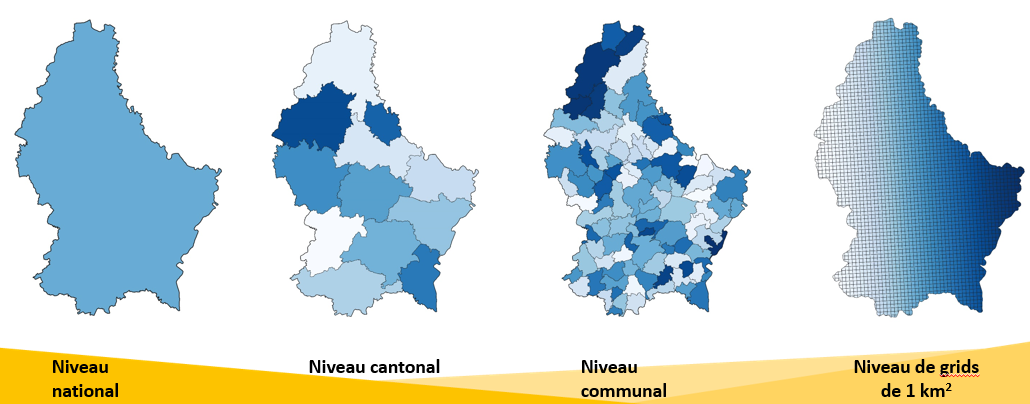 Niveau
national
Niveau cantonal
Niveau
communal
Niveau de grids
de 1 km²